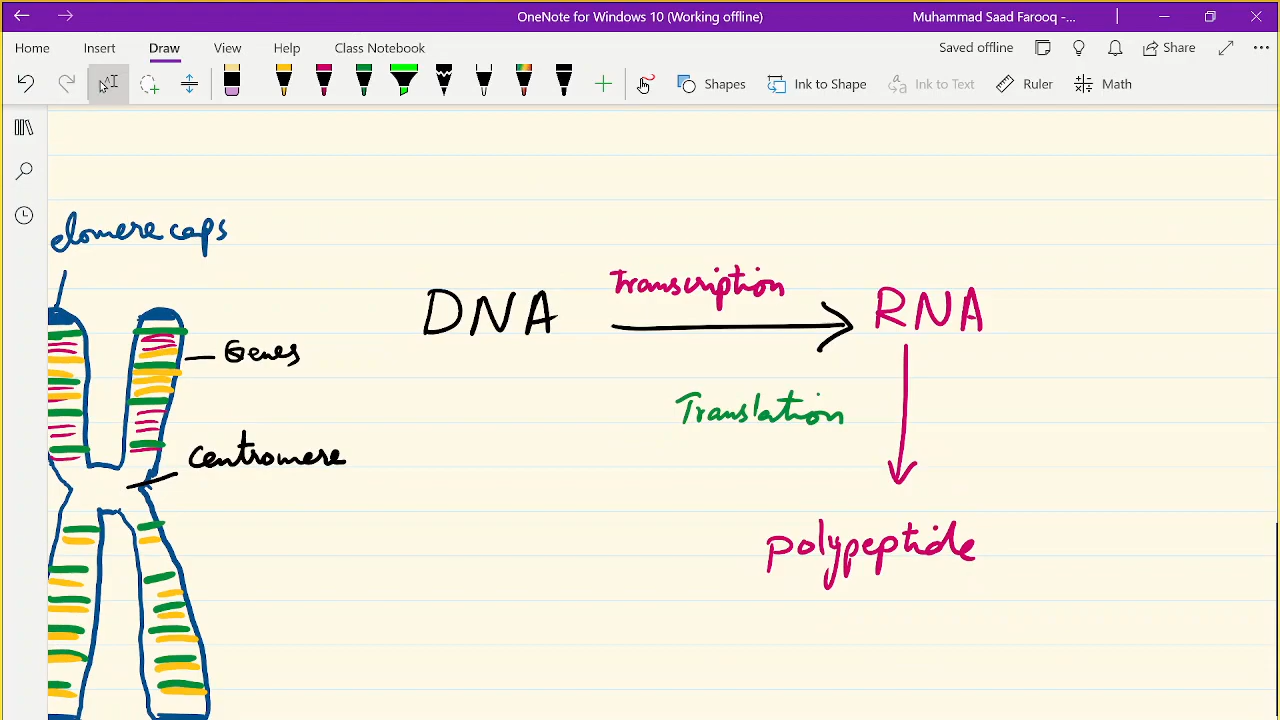 OneNote for Windows 10 (Working offline)
Muhammad Saad Farooq -...
Home Insert Draw View Help Class Notebook
Saved offline
Share
Shapes
Ink to Shape
Ink to Text
Ruler
Math
elomere caps
Transcription
DNA
RNA
Genes
Translation
Centromere
polypeptide